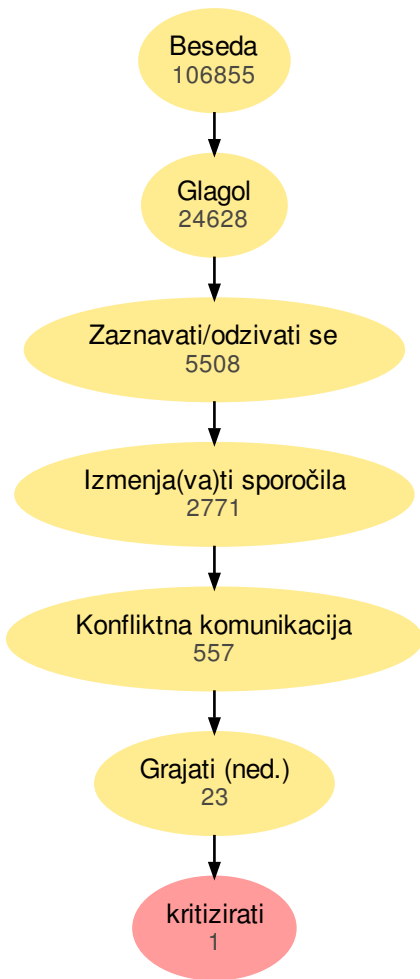 Beseda
106855
Glagol
24628
Zaznavati/odzivati se
5508
Izmenja(va)ti sporočila
2771
Konfliktna komunikacija
557
Grajati (ned.)
23
kritizirati
1